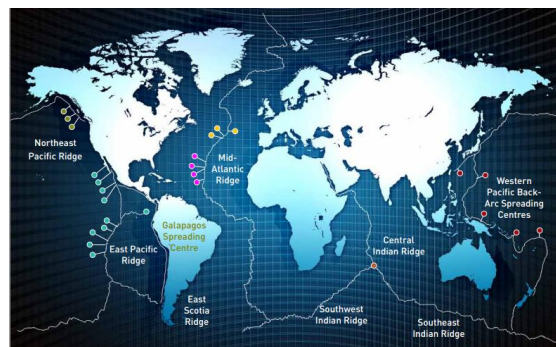 Northeast
Pacific Ridge
Mid-
Atlantic
Ridge
Western
Pacific Back-
Arc Spreading
Centres
Galapagos
Spreading
Centre
East Pacific
Ridge
Central
Indian Ridge
East
Scotia
Ridge
Southwest
Indian Ridge
Southeast
Indian Ridge